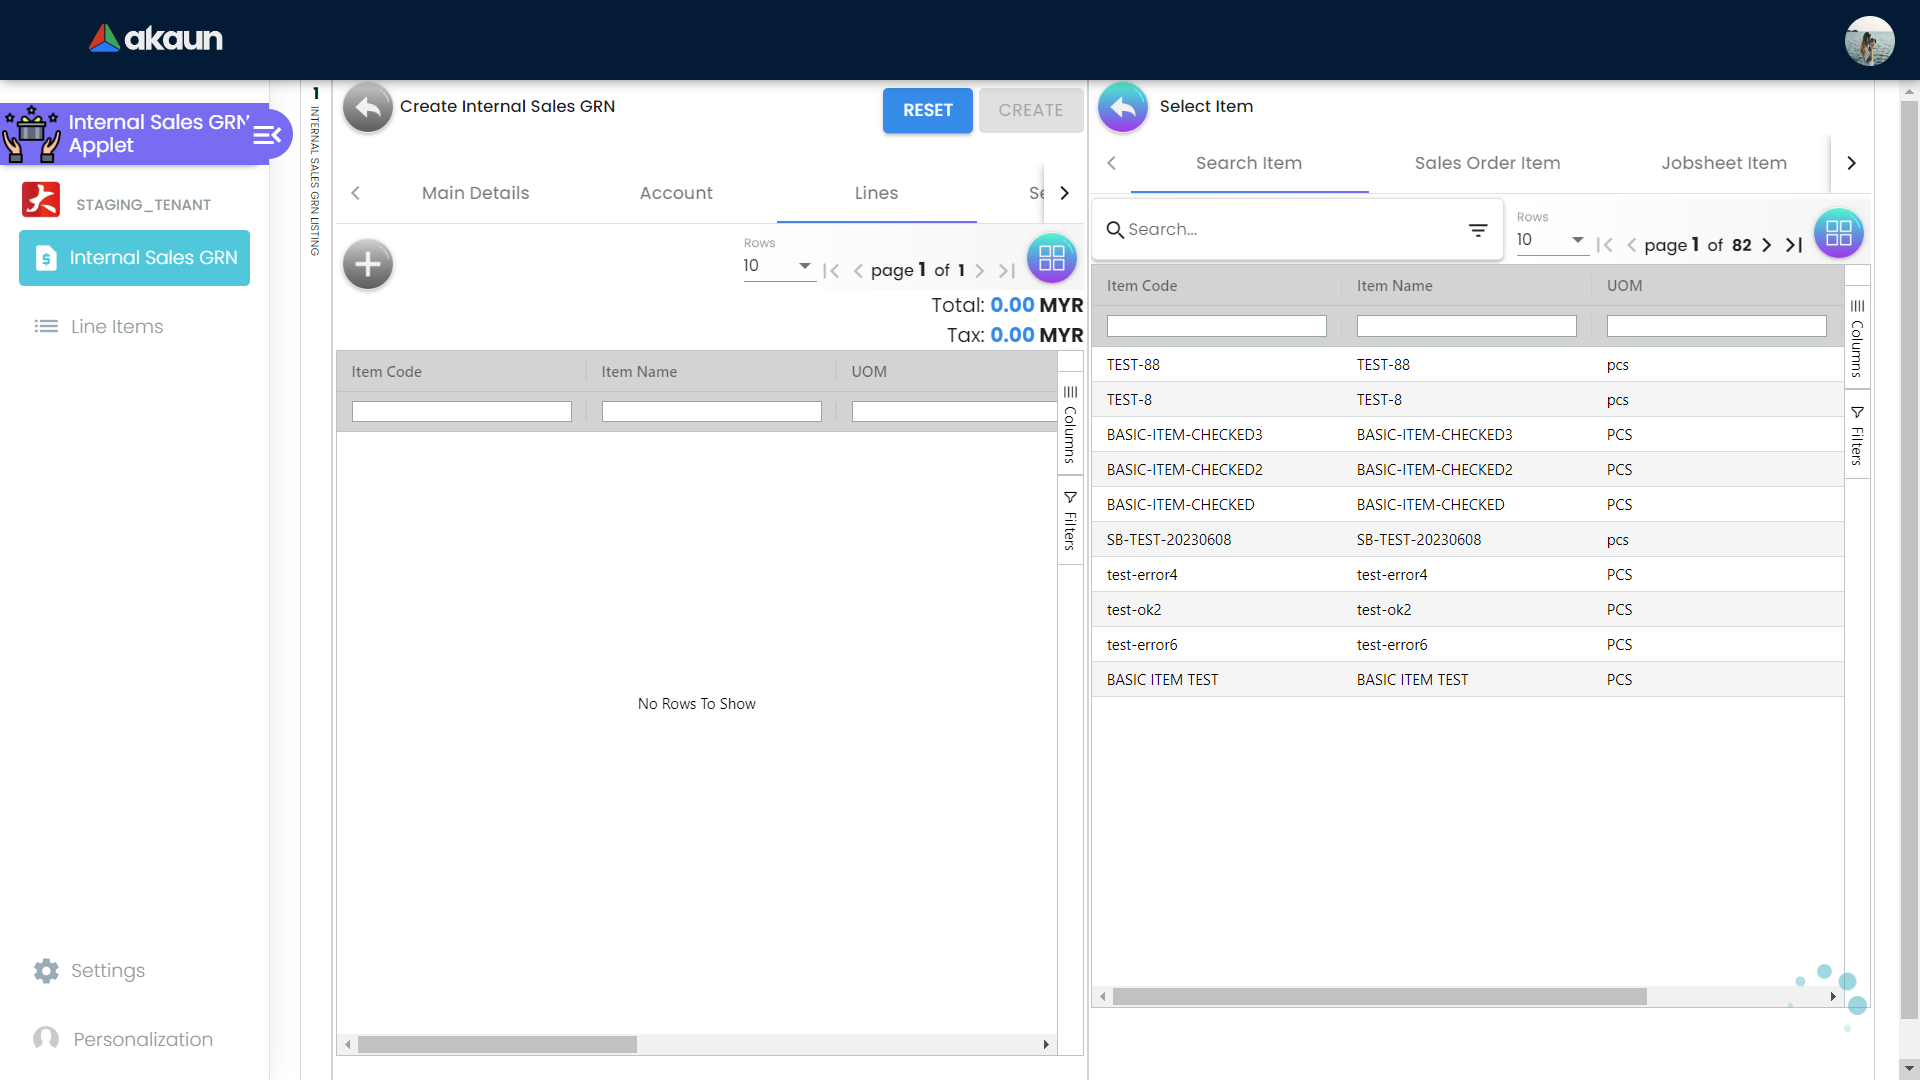 akaun
Internal Sales GRN
Applet
STAGING_TENANT
Internal Sales GRN
Line Items
Settings
Personalization
1 INTERNAL SALES GRN LISTING
Create Internal Sales GRN
RESET
CREATE
Main Details
Account
Lines
Se
Rows
10
page 1 of 1
Total: 0.00 MYR
Tax: 0.00 MYR
Item Code Item Name UOM
Columns
Filters
No Rows To Show
Select Item
Search Item
Sales Order Item
Jobsheet Item
Search...
Rows
10
page 1 of 82
Item Code Item Name UOM
TEST-88 TEST-88 pcs
TEST-8 TEST-8 pcs
BASIC-ITEM-CHECKED3 BASIC-ITEM-CHECKED3 PCS
BASIC-ITEM-CHECKED2 BASIC-ITEM-CHECKED2 PCS
BASIC-ITEM-CHECKED BASIC-ITEM-CHECKED PCS
SB-TEST-20230608 SB-TEST-20230608 pcs
test-error4 test-error4 PCS
test-ok2 test-ok2 PCS
test-error6 test-error6 PCS
BASIC ITEM TEST BASIC ITEM TEST PCS
Columns
Filters